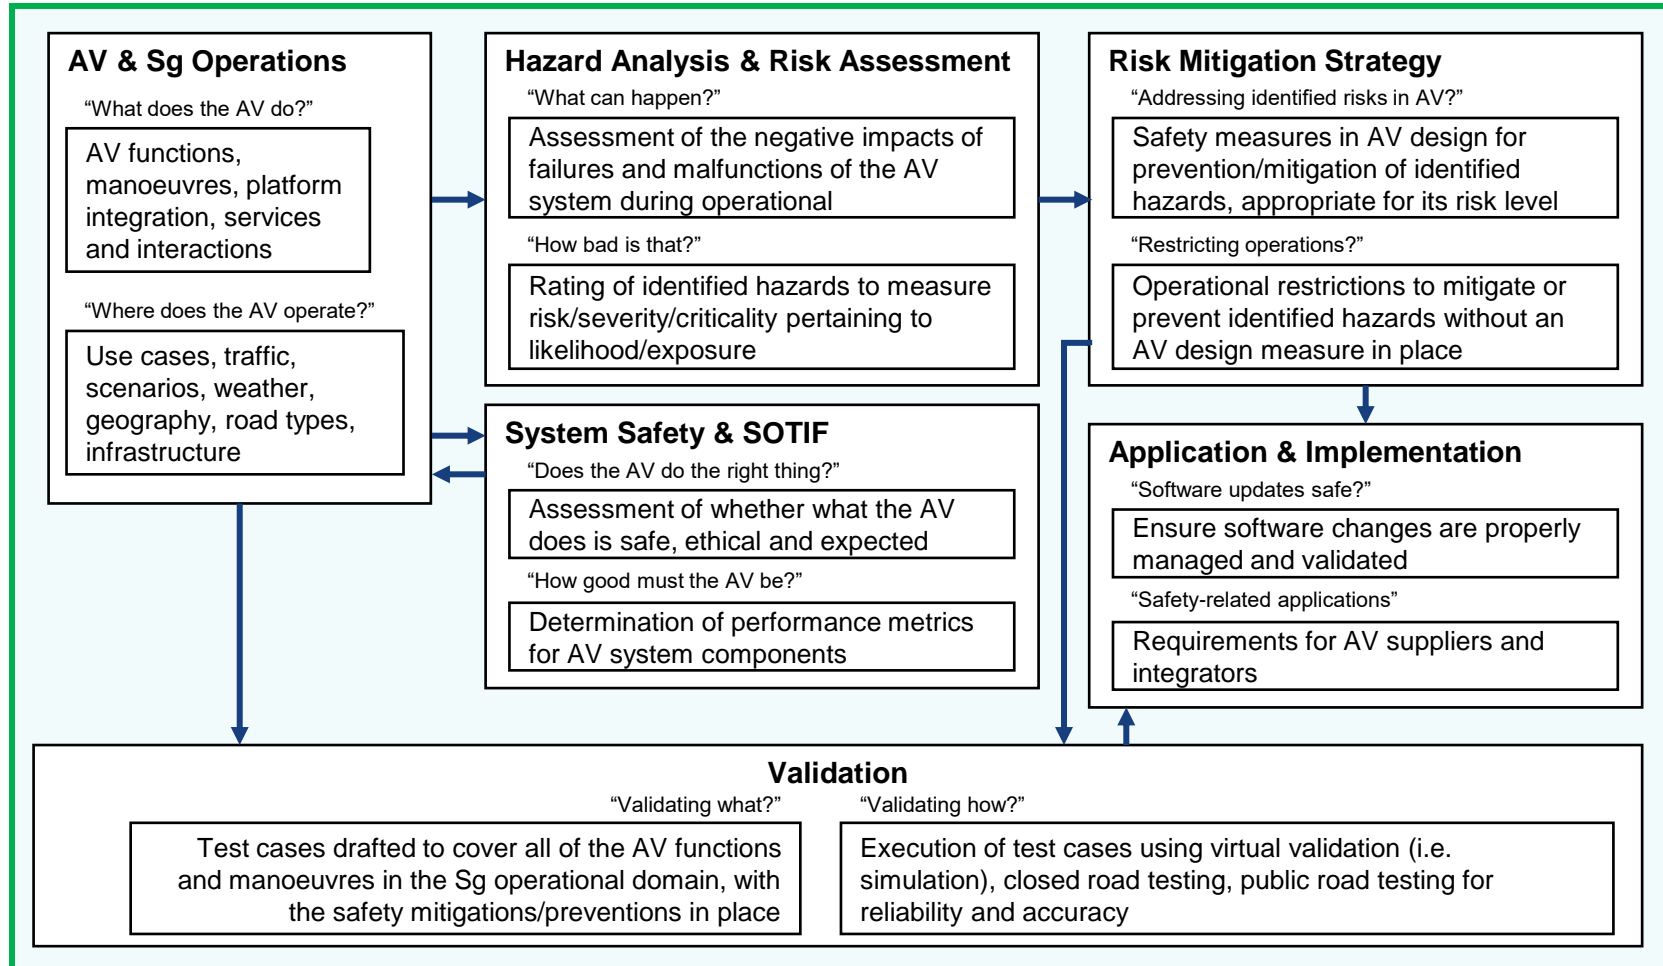 AV & Sg Operations
“What does the AV do?”
AV functions,
manoeuvres, platform
integration, services
and interactions
“Where does the AV operate?”
Use cases, traffic,
scenarios, weather,
geography, road types,
infrastructure
Hazard Analysis & Risk Assessment
“What can happen?”
Assessment of the negative impacts of
failures and malfunctions of the AV
system during operational
“How bad is that?”
Rating of identified hazards to measure
risk/severity/criticality pertaining to
likelihood/exposure
System Safety & SOTIF
“Does the AV do the right thing?”
Assessment of whether what the AV
does is safe, ethical and expected
“How good must the AV be?”
Determination of performance metrics
for AV system components
Risk Mitigation Strategy
“Addressing identified risks in AV?”
Safety measures in AV design for
prevention/mitigation of identified
hazards, appropriate for its risk level
“Restricting operations?”
Operational restrictions to mitigate or
prevent identified hazards without an
AV design measure in place
Application & Implementation
“Software updates safe?”
Ensure software changes are properly
managed and validated
“Safety-related applications”
Requirements for AV suppliers and
integrators
Validation
“Validating what?”
Test cases drafted to cover all of the AV functions
and manoeuvres in the Sg operational domain, with
the safety mitigations/preventions in place
“Validating how?”
Execution of test cases using virtual validation (i.e.
simulation), closed road testing, public road testing for
reliability and accuracy